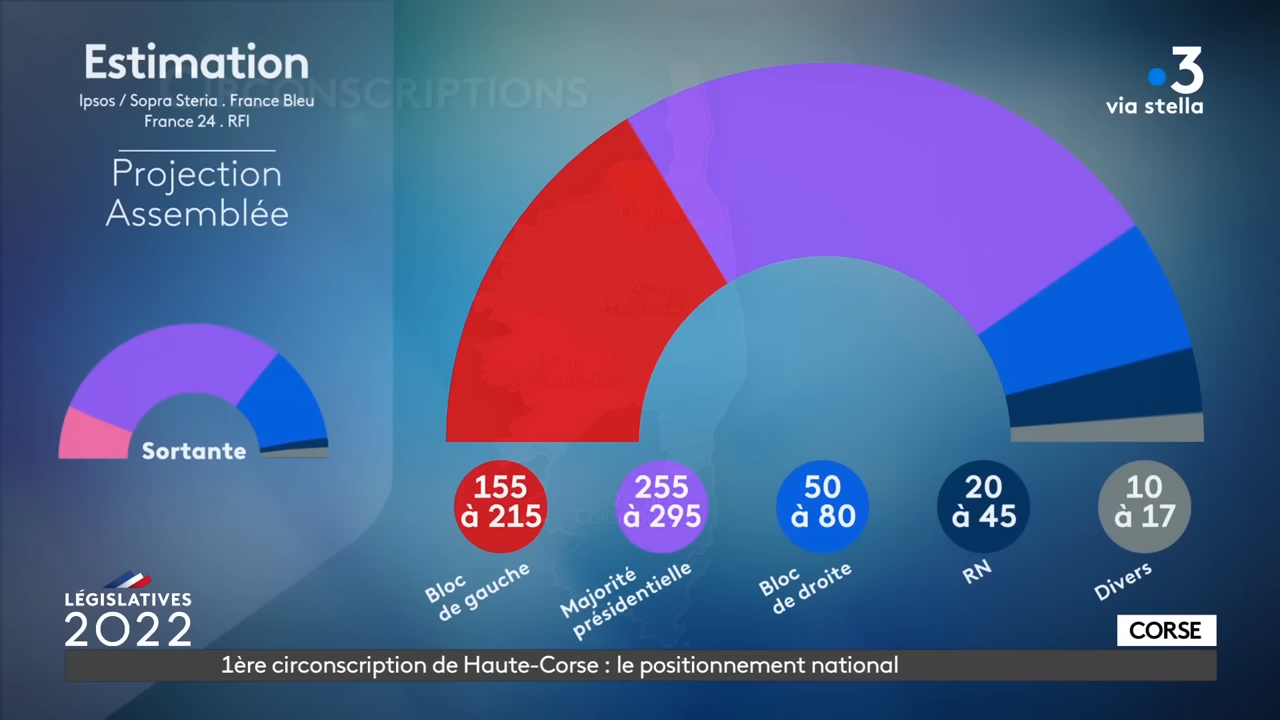 Estimation
CIRCONSCRIPTIONS
Ipsos / Sopra Steria . France Bleu
France 24 . RFI
Projection
Assemblée
3
via stella
Sortante
155
à 215
255
à 295
50
à 80
20
à 45
10
à 17
Bloc
de gauche
Majorité
présidentielle
Bloc
de droite
RN
Divers
LÉGISLATIVES
2022
CORSE
1ère circonscription de Haute-Corse : le positionnement national